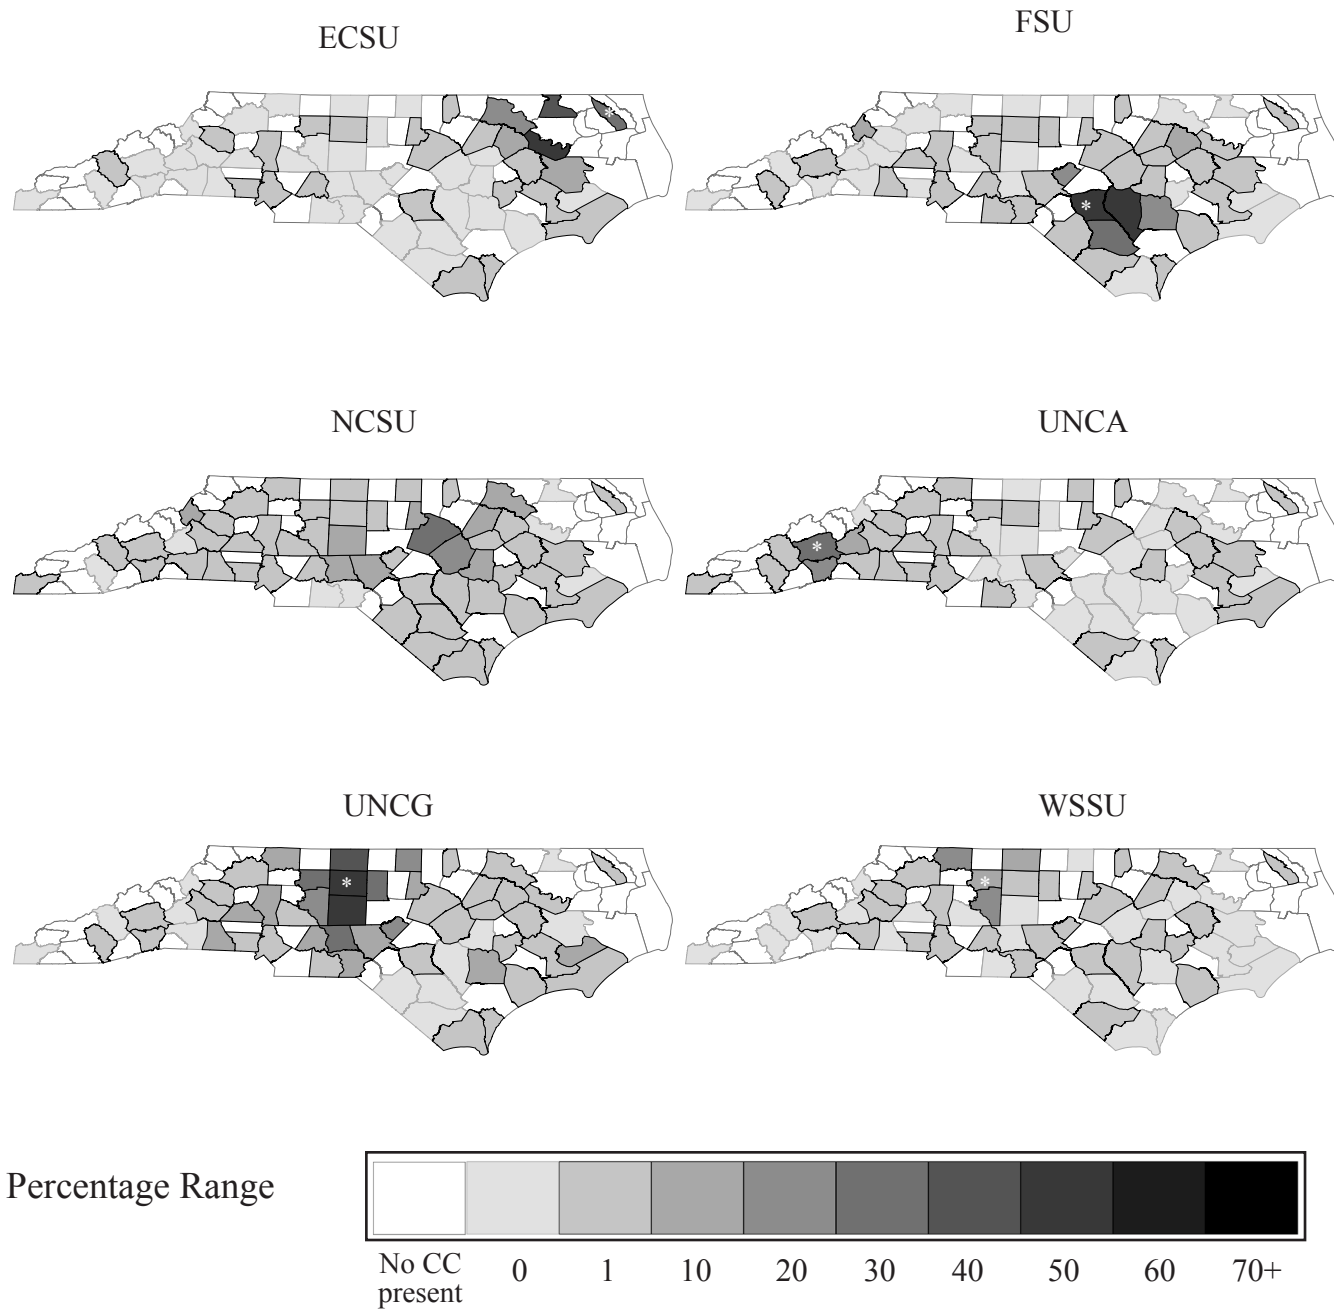 ECSU
FSU
*
*
NCSU
UNCA
*
UNCG
WSSU
*
*
Percentage Range
No CC
present
0
1
10
20
30
40
50
60
70+